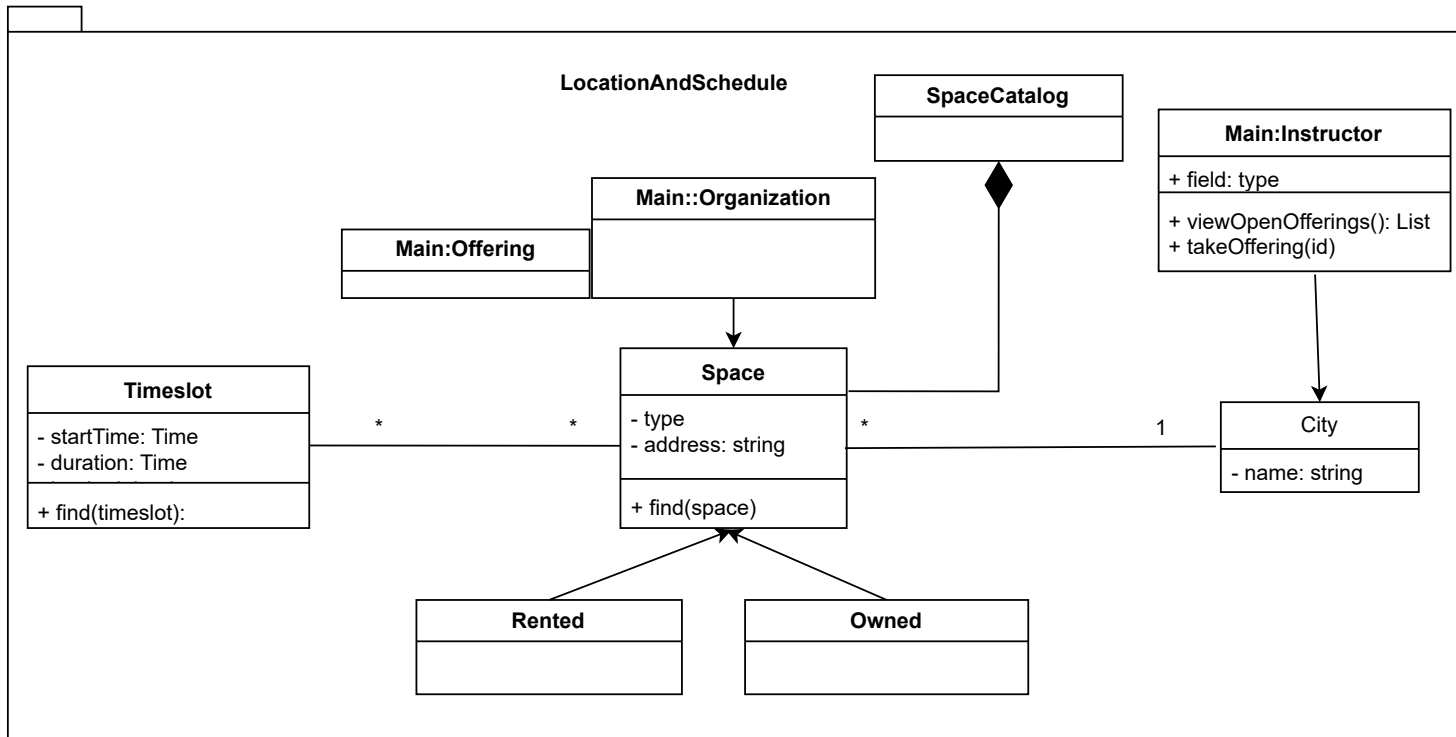 LocationAndSchedule
SpaceCatalog
Main:Instructor
+ field: type
+ viewOpenOfferings(): List
+ takeOffering(id)
Main::Organization
Main:Offering
Timeslot
- startTime: Time
- duration: Time
+ find(timeslot):
*
*
Space
- type
- address: string
+ find(space)
*
1
City
- name: string
Rented
Owned